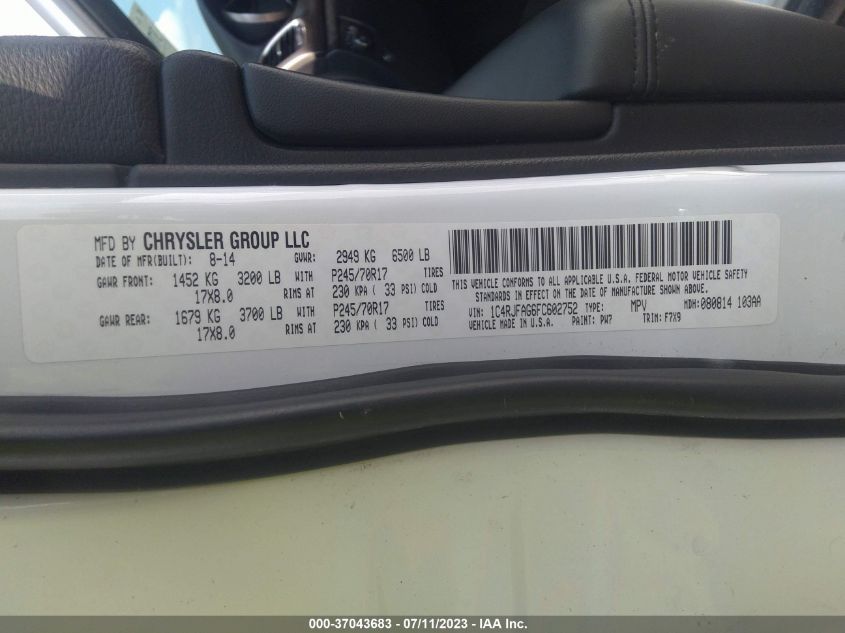 MFD BY CHRYSLER GROUP LLC
DATE OF MFR(BUILT): 8-14 GVWR: 2949 KG 6500 LB
GAWR FRONT: 1452 KG 3200 LB WITH P245/70R17 TIRES
17X8.0 RIMS AT 230 KPA ( 33 PSI) COLD
GAWR REAR: 1679 KG 3700 LB WITH P245/70R17 TIRES
17X8.0 RIMS AT 230 KPA ( 33 PSI) COLD
THIS VEHICLE CONFORMS TO ALL APPLICABLE U.S.A. FEDERAL MOTOR VEHICLE SAFETY
STANDARDS IN EFFECT ON THE DATE OF MANUFACTURE SHOWN ABOVE.
VIN: 1C4RJFAG6FC602752 TYPE: MPV MDH:080814 103AA
VEHICLE MADE IN U.S.A. PAINT: PW7 TRIM: F7X9
000-37043683 - 07/11/2023 - IAA Inc.